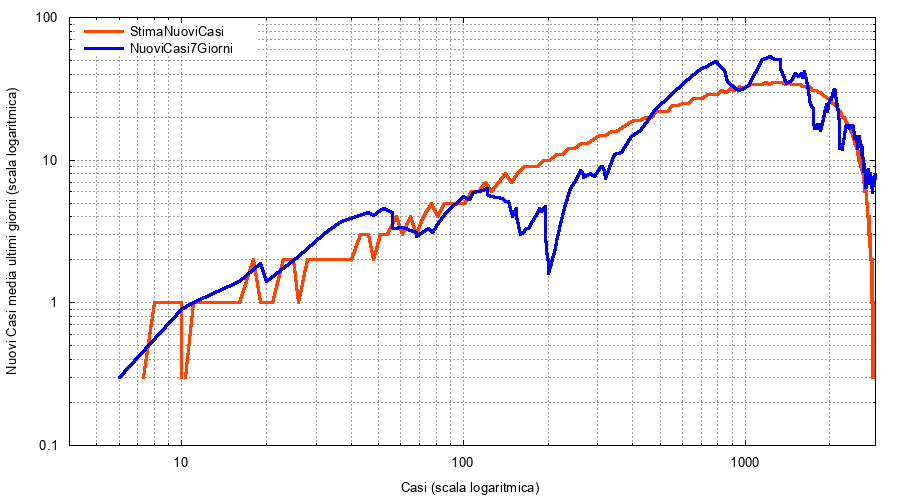 100
StimaNuoviCasi
NuoviCasi7Giorni
10
1
0.1
Nuovi Casi media ultimi giorni (scala logaritmica)
10
100
1000
Casi (scala logaritmica)